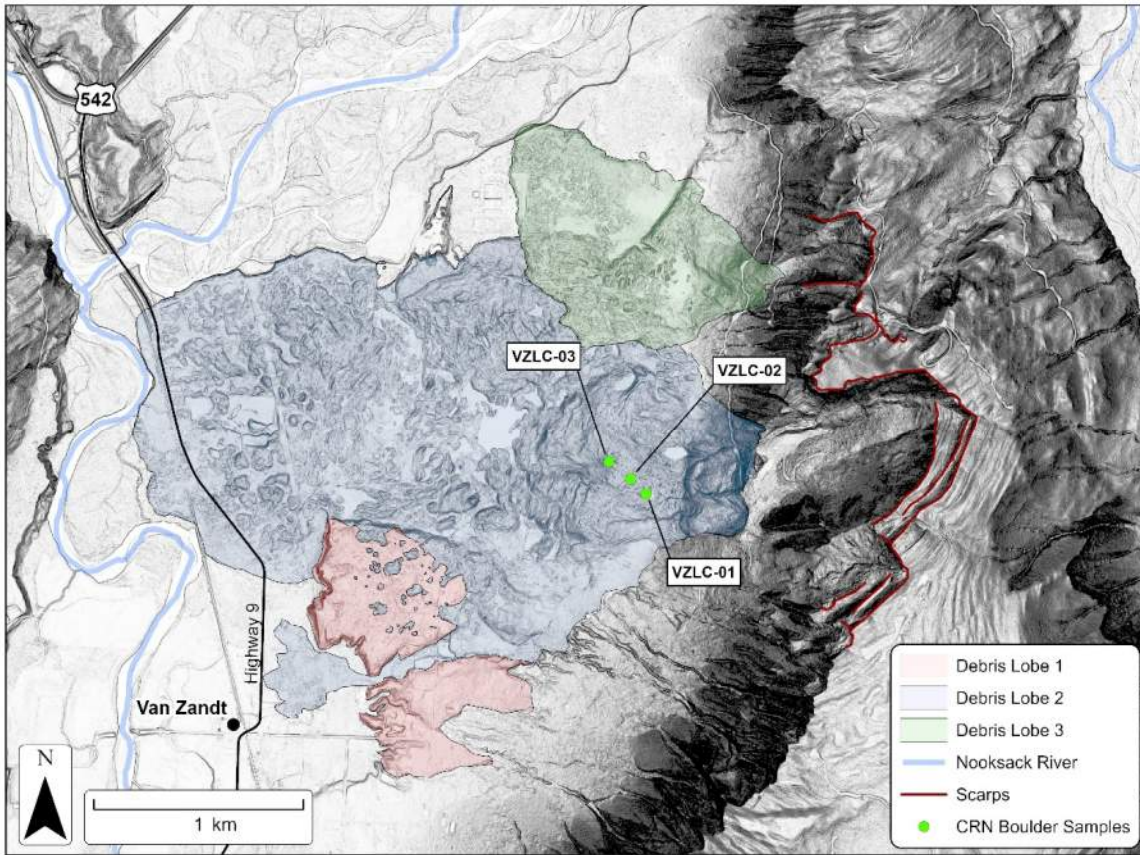 542
VZLC-03
VZLC-02
VZLC-01
Highway 9
Van Zandt
N
1 km
Debris Lobe 1
Debris Lobe 2
Debris Lobe 3
Nooksack River
Scarps
CRN Boulder Samples